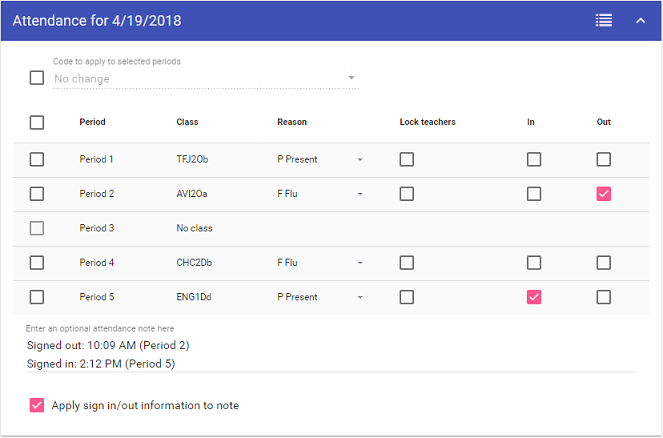 Attendance for 4/19/2018
Code to apply to selected periods
No change
Period Class Reason Lock teachers In Out
Period 1 TFJ2Ob P Present
Period 2 AVI2Oa F Flu
Period 3 No class
Period 4 CHC2Db F Flu
Period 5 ENG1Dd P Present
Enter an optional attendance note here
Signed out: 10:09 AM (Period 2)
Signed in: 2:12 PM (Period 5)
Apply sign in/out information to note